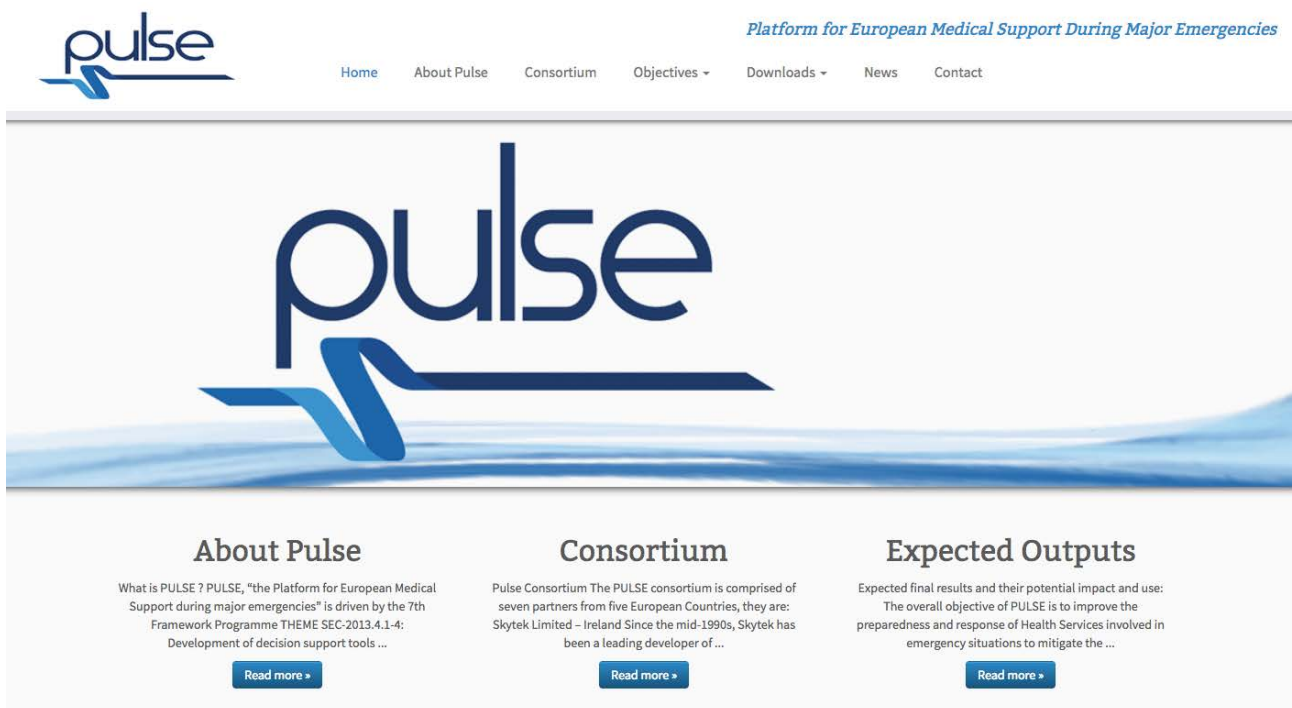 pulse
Platform for European Medical Support During Major Emergencies
Home About Pulse Consortium Objectives Downloads News Contact
pulse
About Pulse
What is PULSE ? PULSE, “the Platform for European Medical
Support during major emergencies” is driven by the 7th
Framework Programme THEME SEC-2013.4.1-4:
Development of decision support tools ...
Read more »
Consortium
Pulse Consortium The PULSE consortium is comprised of
seven partners from five European Countries, they are:
Skytek Limited – Ireland Since the mid-1990s, Skytek has
been a leading developer of ...
Read more »
Expected Outputs
Expected final results and their potential impact and use:
The overall objective of PULSE is to improve the
preparedness and response of Health Services involved in
emergency situations to mitigate the ...
Read more »